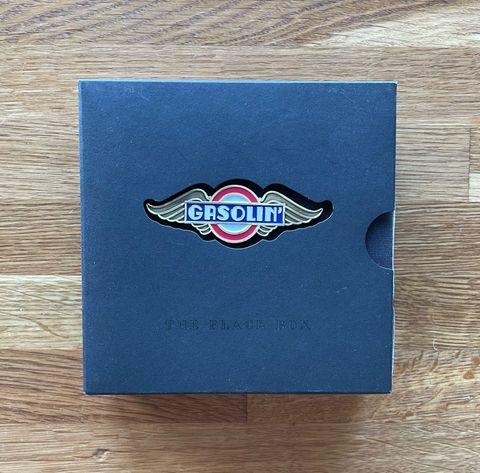 GASOLIN'
THE BLACK BOX